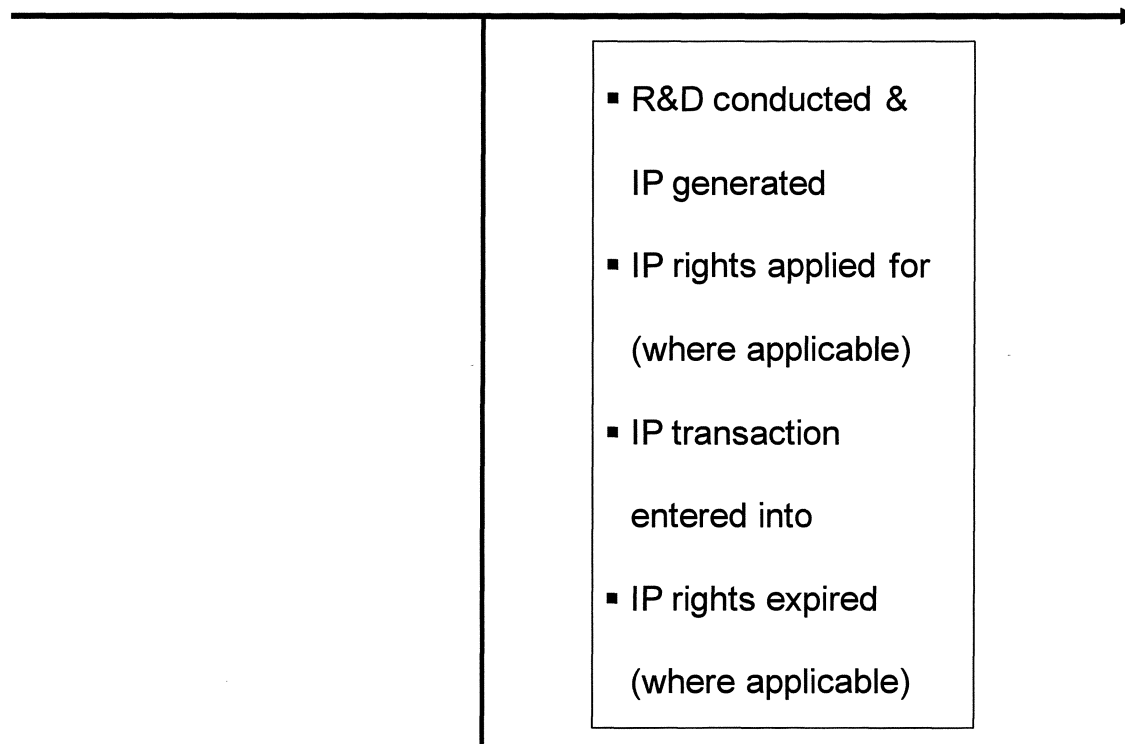 ▪ R&D conducted &
IP generated
▪ IP rights applied for
(where applicable)
▪ IP transaction
entered into
▪ IP rights expired
(where applicable)